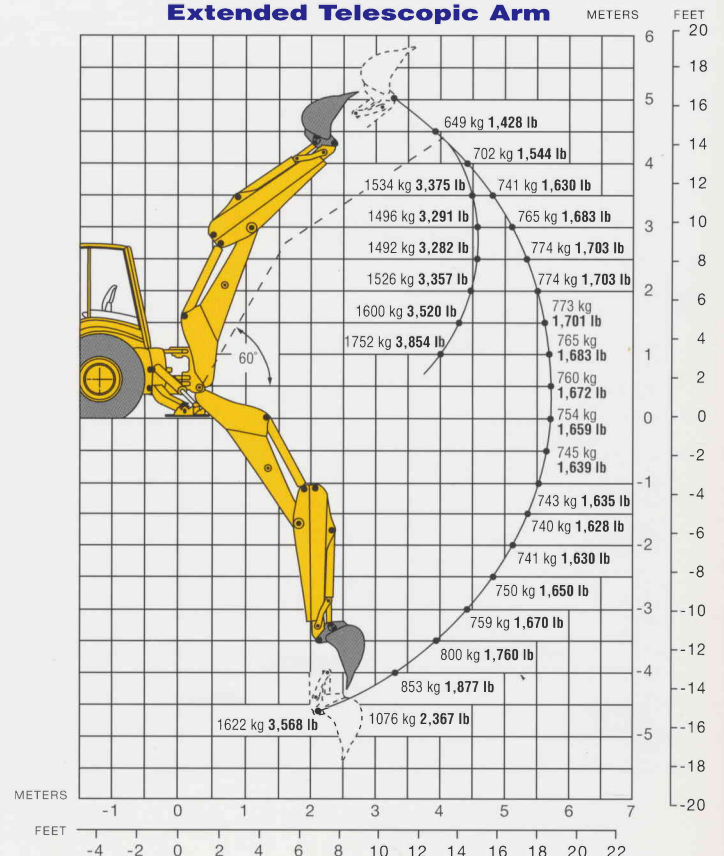 Extended Telescopic Arm
METERS FEET
6
5
4
3
2
1
0
-1
-2
-3
-4
-5
20
18
16
14
12
10
8
6
4
2
0
-2
-4
-6
-8
-10
-12
-14
-16
-18
-20
649 kg 1,428 lb
702 kg 1,544 lb
1534 kg 3,375 lb
741 kg 1,630 lb
1496 kg 3,291 lb
765 kg 1,683 lb
1492 kg 3,282 lb
774 kg 1,703 lb
1526 kg 3,357 lb
774 kg 1,703 lb
1600 kg 3,520 lb
773 kg
1,701 lb
1752 kg 3,854 lb
765 kg
1,683 lb
60°
760 kg
1,672 lb
754 kg
1,659 lb
745 kg
1,639 lb
743 kg 1,635 lb
740 kg 1,628 lb
741 kg 1,630 lb
750 kg 1,650 lb
759 kg 1,670 lb
800 kg 1,760 lb
853 kg 1,877 lb
1622 kg 3,568 lb
1076 kg 2,367 lb
METERS
-1 0 1 2 3 4 5 6 7
FEET
-4 -2 0 2 4 6 8 10 12 14 16 18 20 22